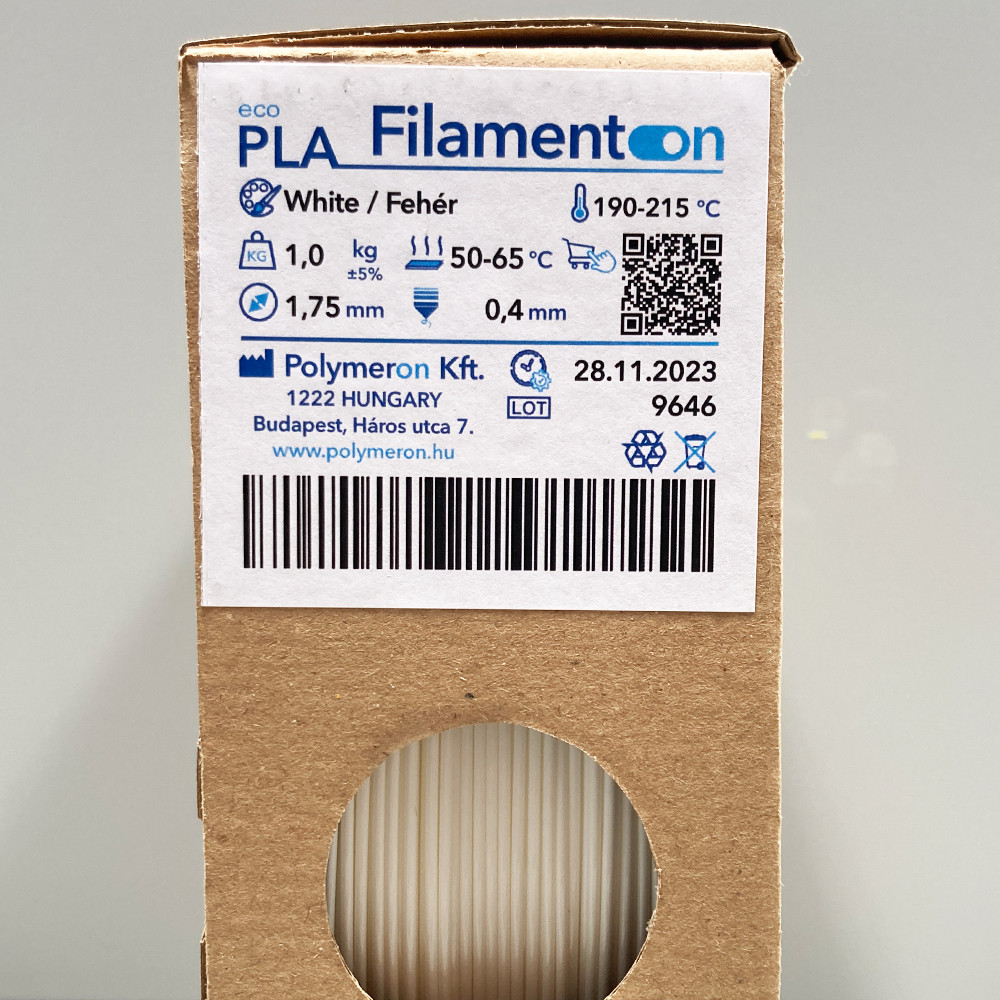 eco
PLA Filamenton
White / Fehér 190-215 °C
KG 1,0 kg ±5% 50-65 °C
1,75 mm 0,4 mm
Polymeron Kft. 28.11.2023
1222 HUNGARY LOT 9646
Budapest, Háros utca 7.
www.polymeron.hu